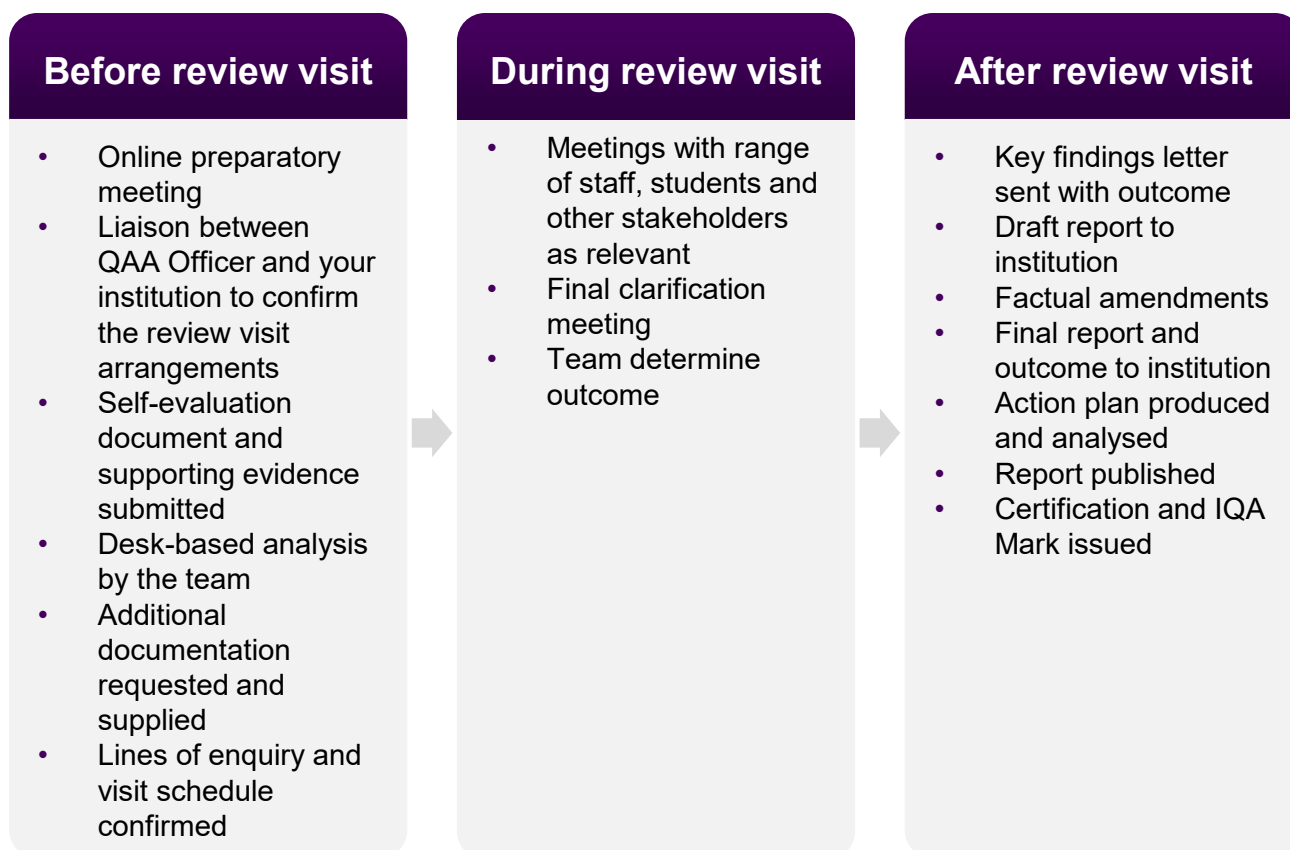 Before review visit
• Online preparatory
meeting
• Liaison between
QAA Officer and your
institution to confirm
the review visit
arrangements
• Self-evaluation
document and
supporting evidence
submitted
• Desk-based analysis
by the team
• Additional
documentation
requested and
supplied
• Lines of enquiry and
visit schedule
confirmed
During review visit
• Meetings with range
of staff, students and
other stakeholders
as relevant
• Final clarification
meeting
• Team determine
outcome
After review visit
• Key findings letter
sent with outcome
• Draft report to
institution
• Factual amendments
• Final report and
outcome to institution
• Action plan produced
and analysed
• Report published
• Certification and IQA
Mark issued